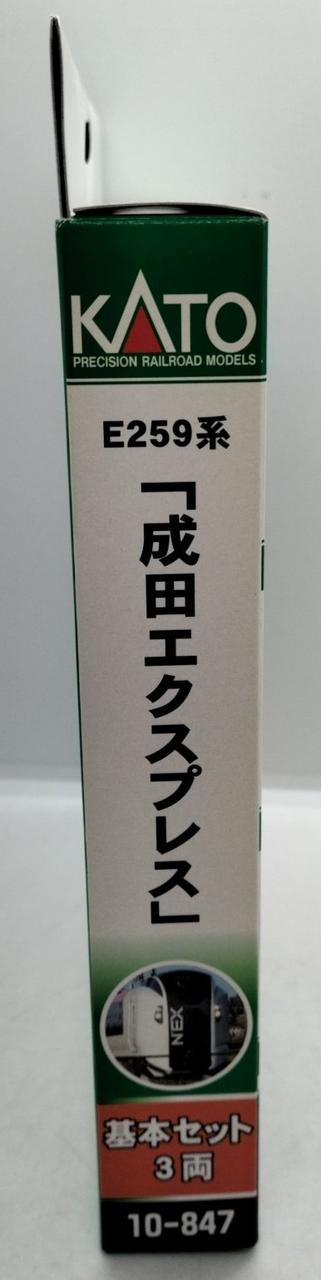 KATO
PRECISION RAILROAD MODELS
E259系
「成田エクスプレス」
NEX
基本セット
3両
10-847